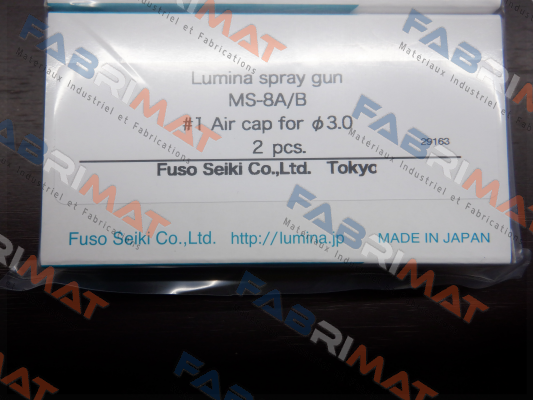 Lumina spray gun
MS-8A/B
#1 Air cap for φ3.0
2 pcs.
29163
Fuso Seiki Co.,Ltd. Tokyo
Fuso Seiki Co.,Ltd. http://lumina.jp MADE IN JAPAN
FABRIMAT
Materiaux Industriel et Fabrications